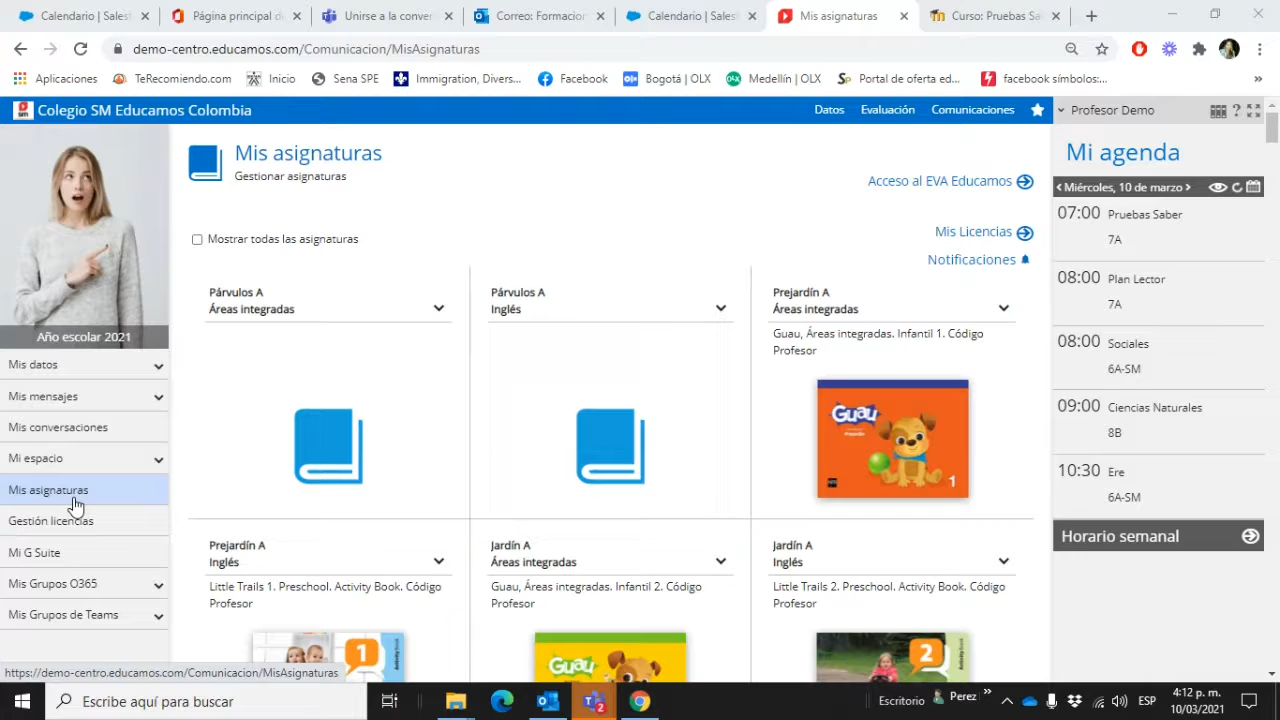 Calendario | Sales
Página principal d
Unirse a la conver
Correo: Formacion
Calendario | Sales
Mis asignaturas
Curso: Pruebas Sa
demo-centro.educamos.com/Comunicacion/MisAsignaturas
Aplicaciones
TeRecomiendo.com
Inicio
Sena SPE
Immigration, Divers...
Facebook
Bogotá | OLX
Medellín | OLX
Portal de oferta ed...
facebook símbolos:...
Colegio SM Educamos Colombia
Datos
Evaluación
Comunicaciones
Profesor Demo
Mis asignaturas
Gestionar asignaturas
Acceso al EVA Educamos
Mis Licencias
Notificaciones
Mostrar todas las asignaturas
Año escolar 2021
Mis datos
Mis mensajes
Mis conversaciones
Mi espacio
Mis asignaturas
Gestión licencias
Mi G Suite
Mis Grupos O365
Mis Grupos de Teams
Párvulos A
Áreas integradas
Párvulos A
Inglés
Prejardín A
Áreas integradas
Guau, Áreas integradas. Infantil 1. Código
Profesor
Guau
1
Prejardín A
Inglés
Little Trails 1. Preschool. Activity Book. Código
Profesor
1
Jardín A
Áreas integradas
Guau, Áreas integradas. Infantil 2. Código
Profesor
Guau
Jardín A
Inglés
Little Trails 2. Preschool. Activity Book. Código
Profesor
2
Mi agenda
Miércoles, 10 de marzo
07:00 Pruebas Saber
7A
08:00 Plan Lector
7A
08:00 Sociales
6A-SM
09:00 Ciencias Naturales
8B
10:30 Ere
6A-SM
Horario semanal
https://demo-centro.educamos.com/Comunicacion/MisAsignaturas
Escribe aquí para buscar
Escritorio
Perez
ESP
4:12 p. m.
10/03/2021